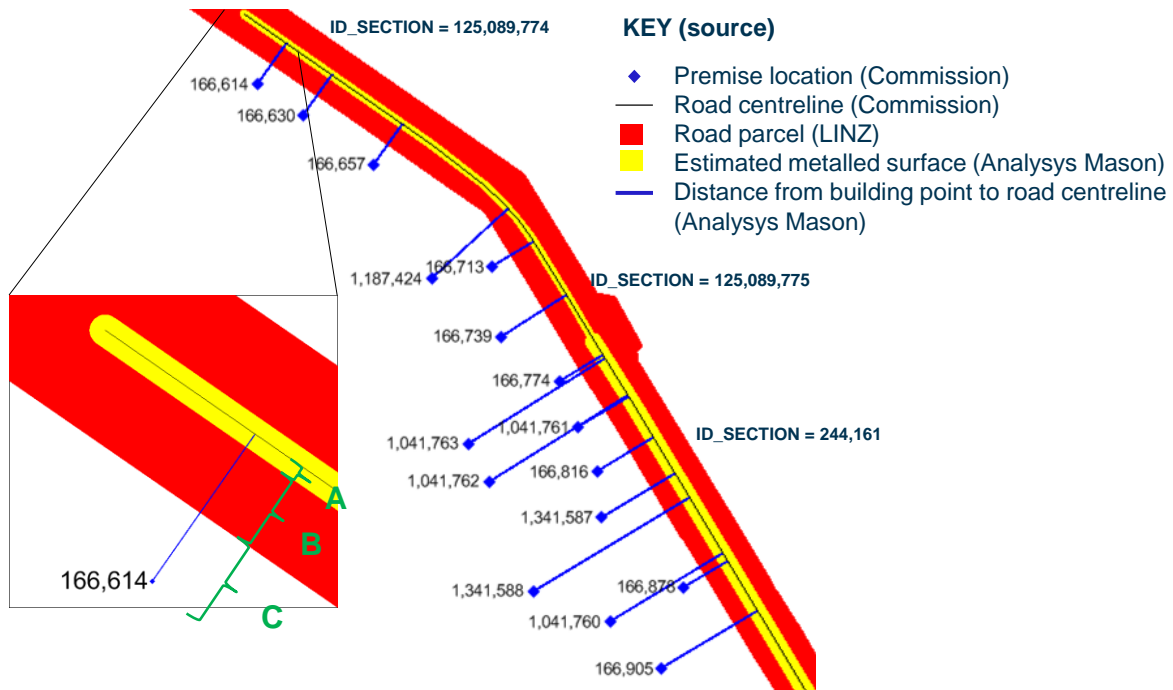 ID_SECTION = 125,089,774
KEY (source)
Premise location (Commission)
Road centreline (Commission)
Road parcel (LINZ)
Estimated metalled surface (Analysys Mason)
Distance from building point to road centreline
(Analysys Mason)
166,614
166,630
166,657
1,187,424
166,713
ID_SECTION = 125,089,775
166,739
166,774
1,041,763
1,041,761
ID_SECTION = 244,161
1,041,762
166,816
1,341,587
1,341,588
166,878
1,041,760
166,905
A
B
166,614
C